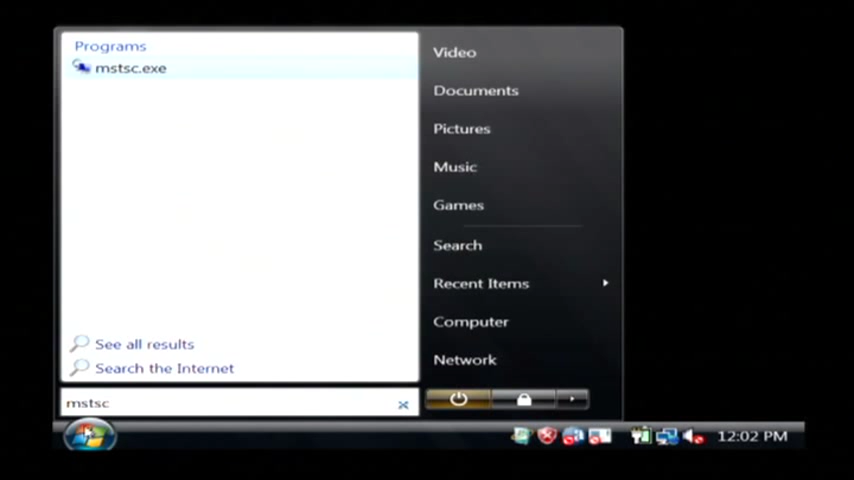 Programs
mstsc.exe
See all results
Search the Internet
mstsc
Video
Documents
Pictures
Music
Games
Search
Recent Items
Computer
Network
12:02 PM